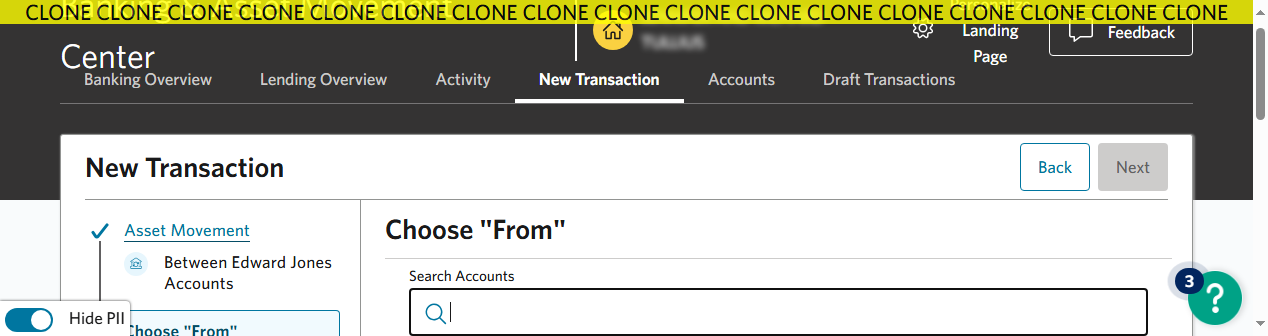 CLONE CLONE CLONE CLONE CLONE CLONE CLONE CLONE CLONE CLONE CLONE CLONE CLONE CLONE CLONE CLONE CLONE
Center
Landing
Page
Feedback
Banking Overview
Lending Overview
Activity
New Transaction
Accounts
Draft Transactions
New Transaction
Back
Next
Asset Movement
Between Edward Jones
Accounts
Choose "From"
Choose "From"
Search Accounts
3
?
Hide PII